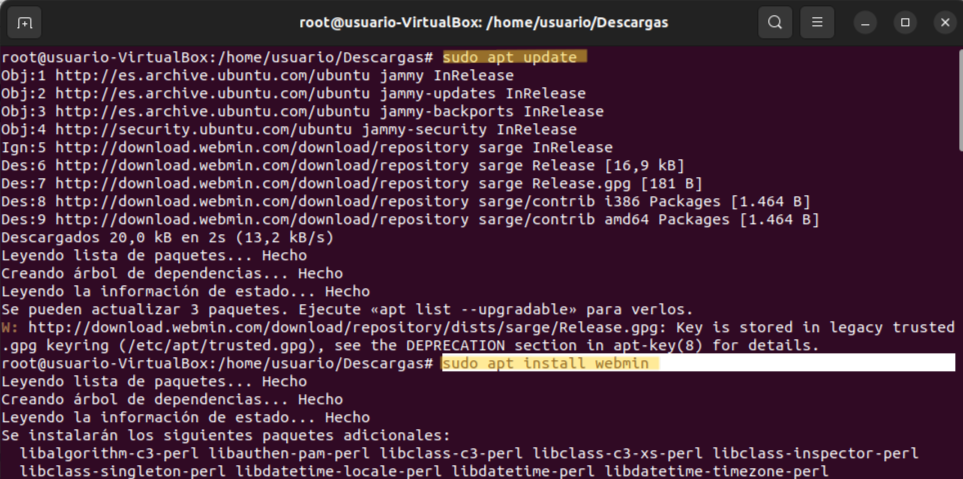 root@usuario-VirtualBox: /home/usuario/Descargas
root@usuario-VirtualBox:/home/usuario/Descargas# sudo apt update
Obj:1 http://es.archive.ubuntu.com/ubuntu jammy InRelease
Obj:2 http://es.archive.ubuntu.com/ubuntu jammy-updates InRelease
Obj:3 http://es.archive.ubuntu.com/ubuntu jammy-backports InRelease
Obj:4 http://security.ubuntu.com/ubuntu jammy-security InRelease
Ign:5 http://download.webmin.com/download/repository sarge InRelease
Des:6 http://download.webmin.com/download/repository sarge Release [16,9 kB]
Des:7 http://download.webmin.com/download/repository sarge Release.gpg [181 B]
Des:8 http://download.webmin.com/download/repository sarge/contrib i386 Packages [1.464 B]
Des:9 http://download.webmin.com/download/repository sarge/contrib amd64 Packages [1.464 B]
Descargados 20,0 kB en 2s (13,2 kB/s)
Leyendo lista de paquetes... Hecho
Creando árbol de dependencias... Hecho
Leyendo la información de estado... Hecho
Se pueden actualizar 3 paquetes. Ejecute «apt list --upgradable» para verlos.
W: http://download.webmin.com/download/repository/dists/sarge/Release.gpg: Key is stored in legacy trusted
.gpg keyring (/etc/apt/trusted.gpg), see the DEPRECATION section in apt-key(8) for details.
root@usuario-VirtualBox:/home/usuario/Descargas# sudo apt install webmin
Leyendo lista de paquetes... Hecho
Creando árbol de dependencias... Hecho
Leyendo la información de estado... Hecho
Se instalarán los siguientes paquetes adicionales:
libalgorithm-c3-perl libauthen-pam-perl libclass-c3-perl libclass-c3-xs-perl libclass-inspector-perl
libclass-singleton-perl libdatetime-locale-perl libdatetime-perl libdatetime-timezone-perl